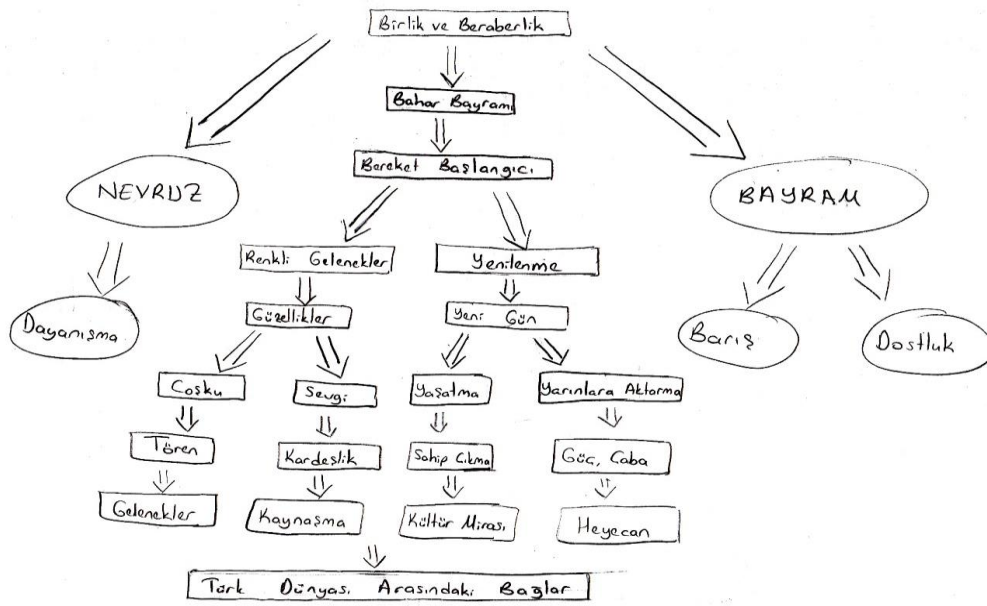 Birlik ve Beraberlik
Bahar Bayramı
Bereket Başlangıcı
NEVRUZ
BAYRAM
Renkli Gelenekler
Yenilenme
Dayanışma
Güzellikler
Yeni Gün
Barış
Dostluk
Coşku
Sevgi
Yaşatma
Yarınlara Aktarma
Tören
Kardeşlik
Sahip Çıkma
Güç, Çaba
Gelenekler
Kaynaşma
Kültür Mirası
Heyecan
Türk Dünyası Arasındaki Bağlar